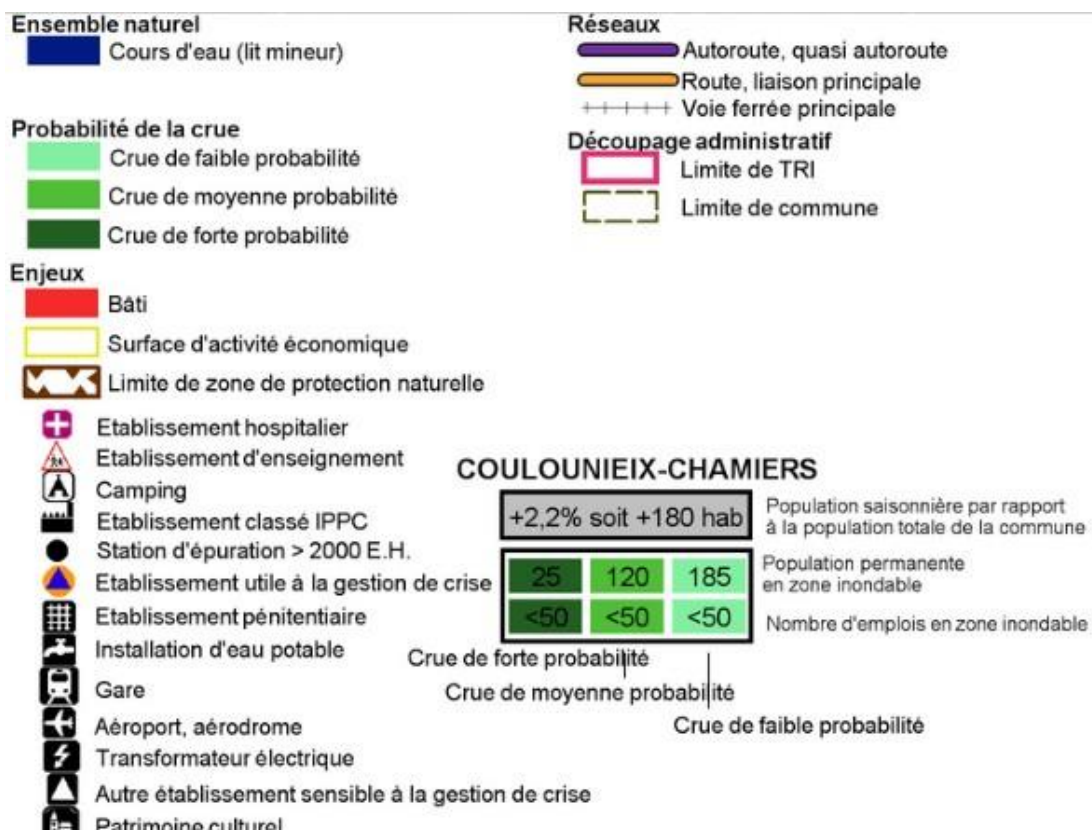 Ensemble naturel
Cours d'eau (lit mineur)
Probabilité de la crue
Crue de faible probabilité
Crue de moyenne probabilité
Crue de forte probabilité
Enjeux
Bâti
Surface d'activité économique
Limite de zone de protection naturelle
Etablissement hospitalier
Etablissement d'enseignement
Camping
Etablissement classé IPPC
Station d'épuration > 2000 E.H.
Etablissement utile à la gestion de crise
Etablissement pénitentiaire
Installation d'eau potable
Gare
Aéroport, aérodrome
Transformateur électrique
Autre établissement sensible à la gestion de crise
Patrimoine culturel
Réseaux
Autoroute, quasi autoroute
Route, liaison principale
Voie ferrée principale
Découpage administratif
Limite de TRI
Limite de commune
COULOUNIEIX-CHAMIERS
+2,2% soit +180 hab
Population saisonnière par rapport
à la population totale de la commune
25 120 185
Population permanente
en zone inondable
<50 <50 <50
Nombre d'emplois en zone inondable
Crue de forte probabilité
Crue de moyenne probabilité
Crue de faible probabilité